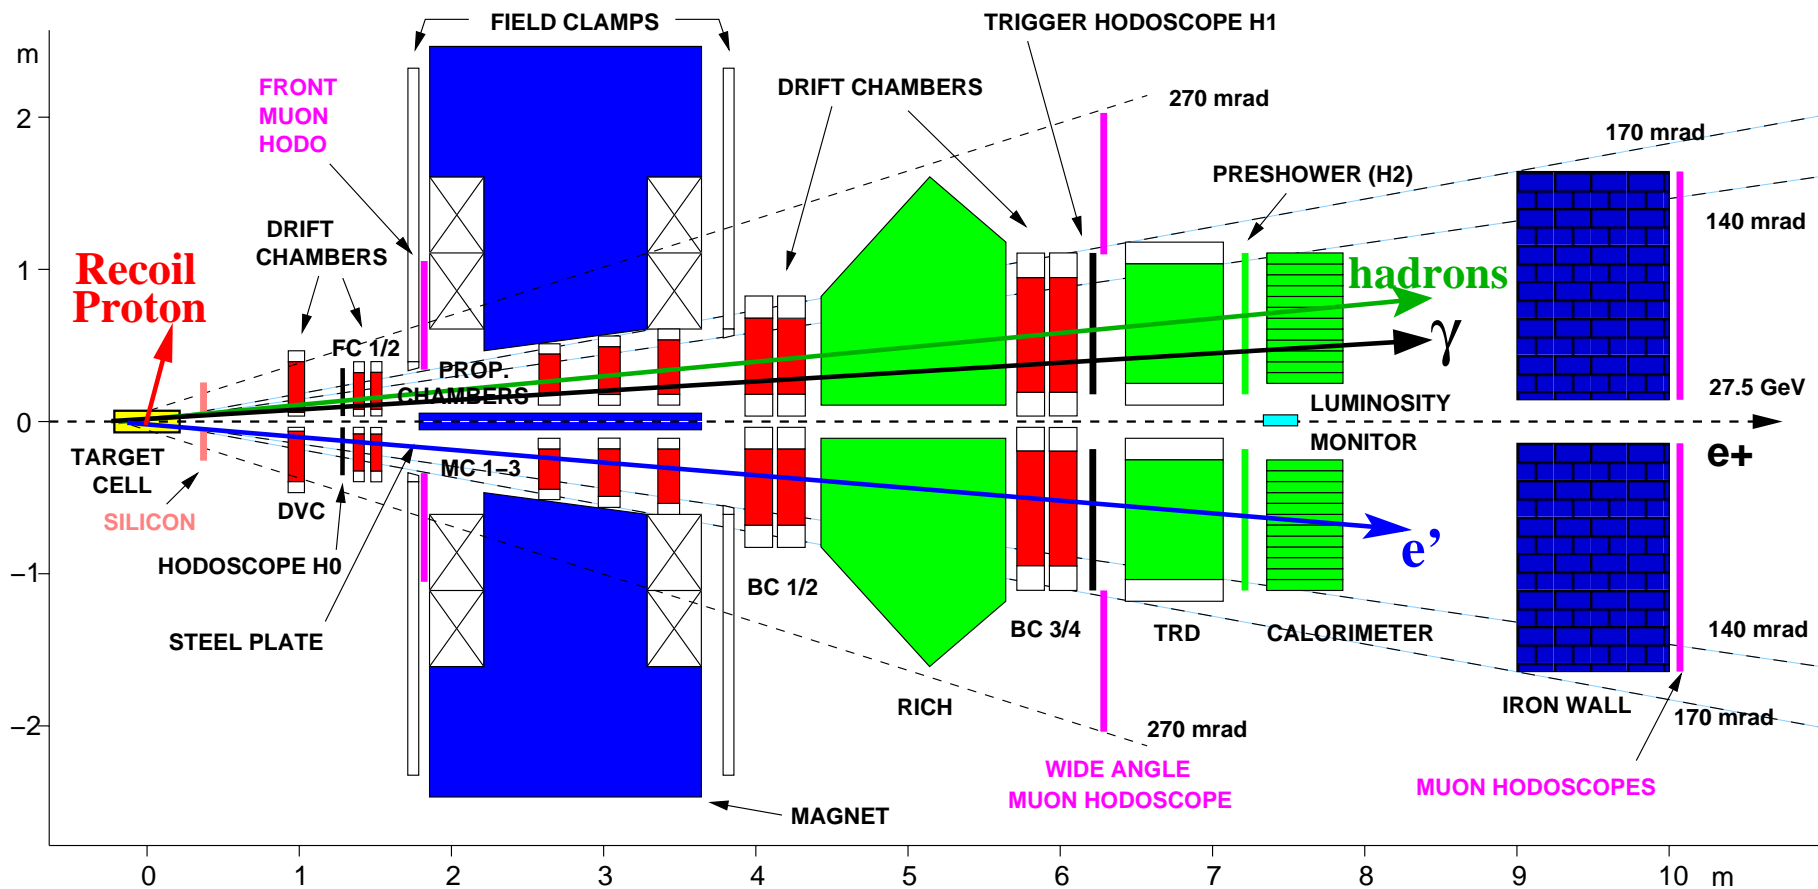 FIELD CLAMPS
TRIGGER HODOSCOPE H1
m
FRONT
MUON
HODO
DRIFT CHAMBERS
270 mrad
2
170 mrad
PRESHOWER (H2)
140 mrad
DRIFT
CHAMBERS
Recoil
Proton
1
hadrons
γ
FC 1/2
PROP.
CHAMBERS
27.5 GeV
LUMINOSITY
MONITOR
0
e+
TARGET
CELL
MC 1–3
SILICON
DVC
e’
HODOSCOPE H0
−1
BC 1/2
STEEL PLATE
BC 3/4
TRD
CALORIMETER
140 mrad
RICH
IRON WALL
170 mrad
−2
270 mrad
WIDE ANGLE
MUON HODOSCOPE
MUON HODOSCOPES
MAGNET
0 1 2 3 4 5 6 7 8 9 10 m